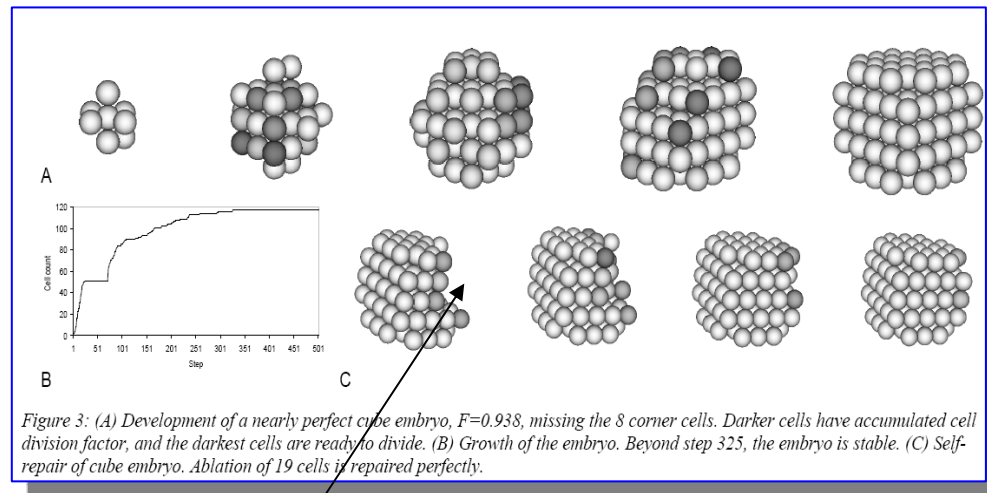 A
Cell count
120
100
80
60
40
20
0
1 51 101 151 201 251 301 351 401 451 501
Step
B
C
Figure 3: (A) Development of a nearly perfect cube embryo, F=0.938, missing the 8 corner cells. Darker cells have accumulated cell
division factor, and the darkest cells are ready to divide. (B) Growth of the embryo. Beyond step 325, the embryo is stable. (C) Self-
repair of cube embryo. Ablation of 19 cells is repaired perfectly.